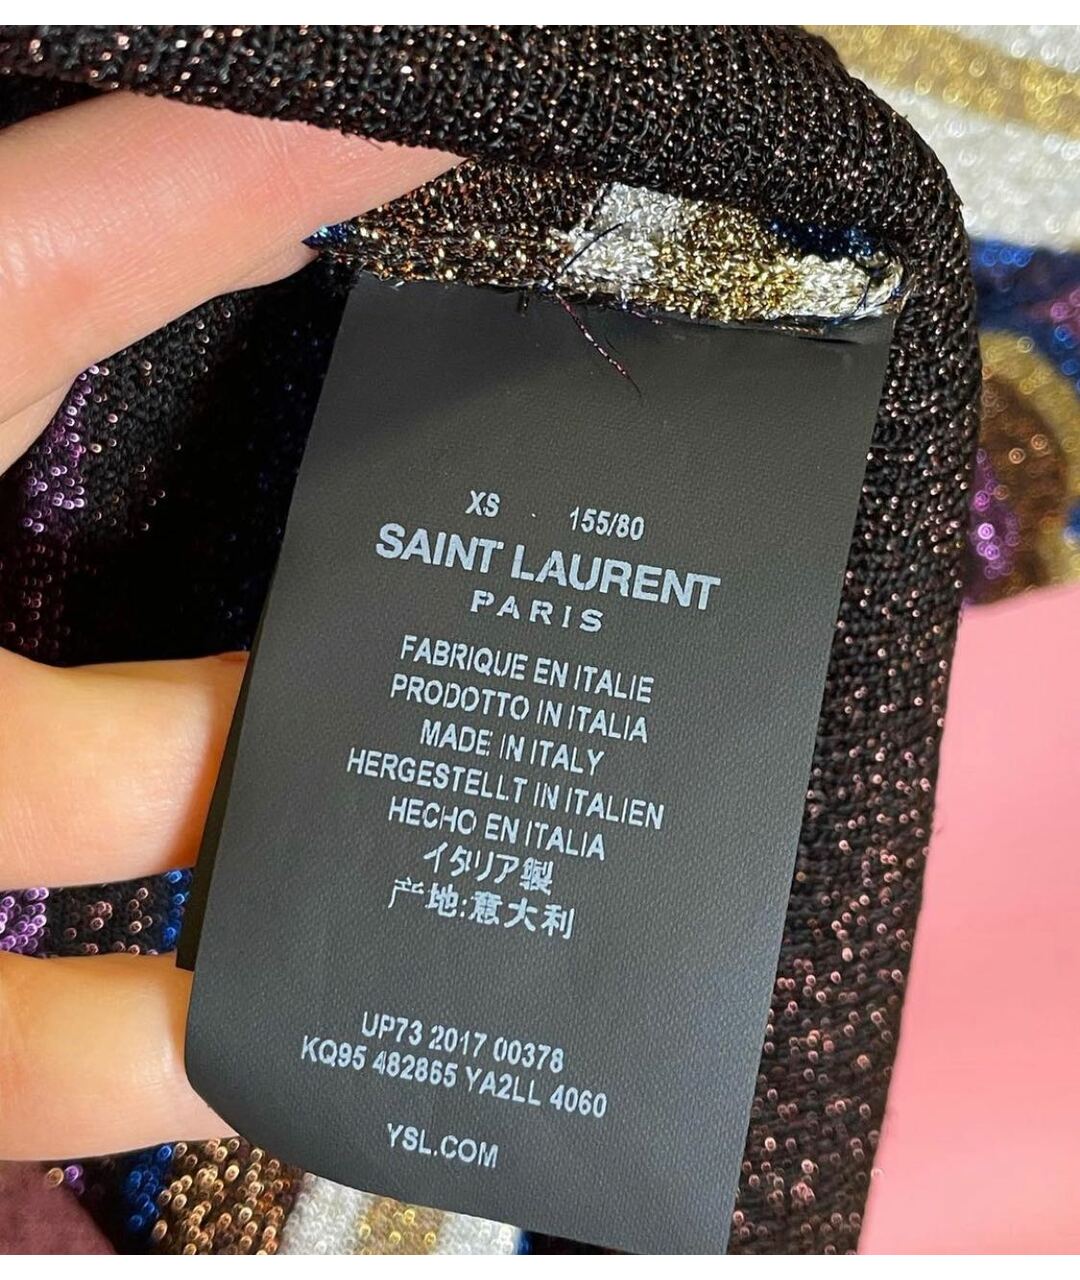 XS 155/80
SAINT LAURENT
PARIS
FABRIQUE EN ITALIE
PRODOTTO IN ITALIA
MADE IN ITALY
HERGESTELLT IN ITALIEN
HECHO EN ITALIA
イタリア製
产地:意大利
UP73 2017 00378
KQ95 482865 YA2LL 4060
YSL.COM